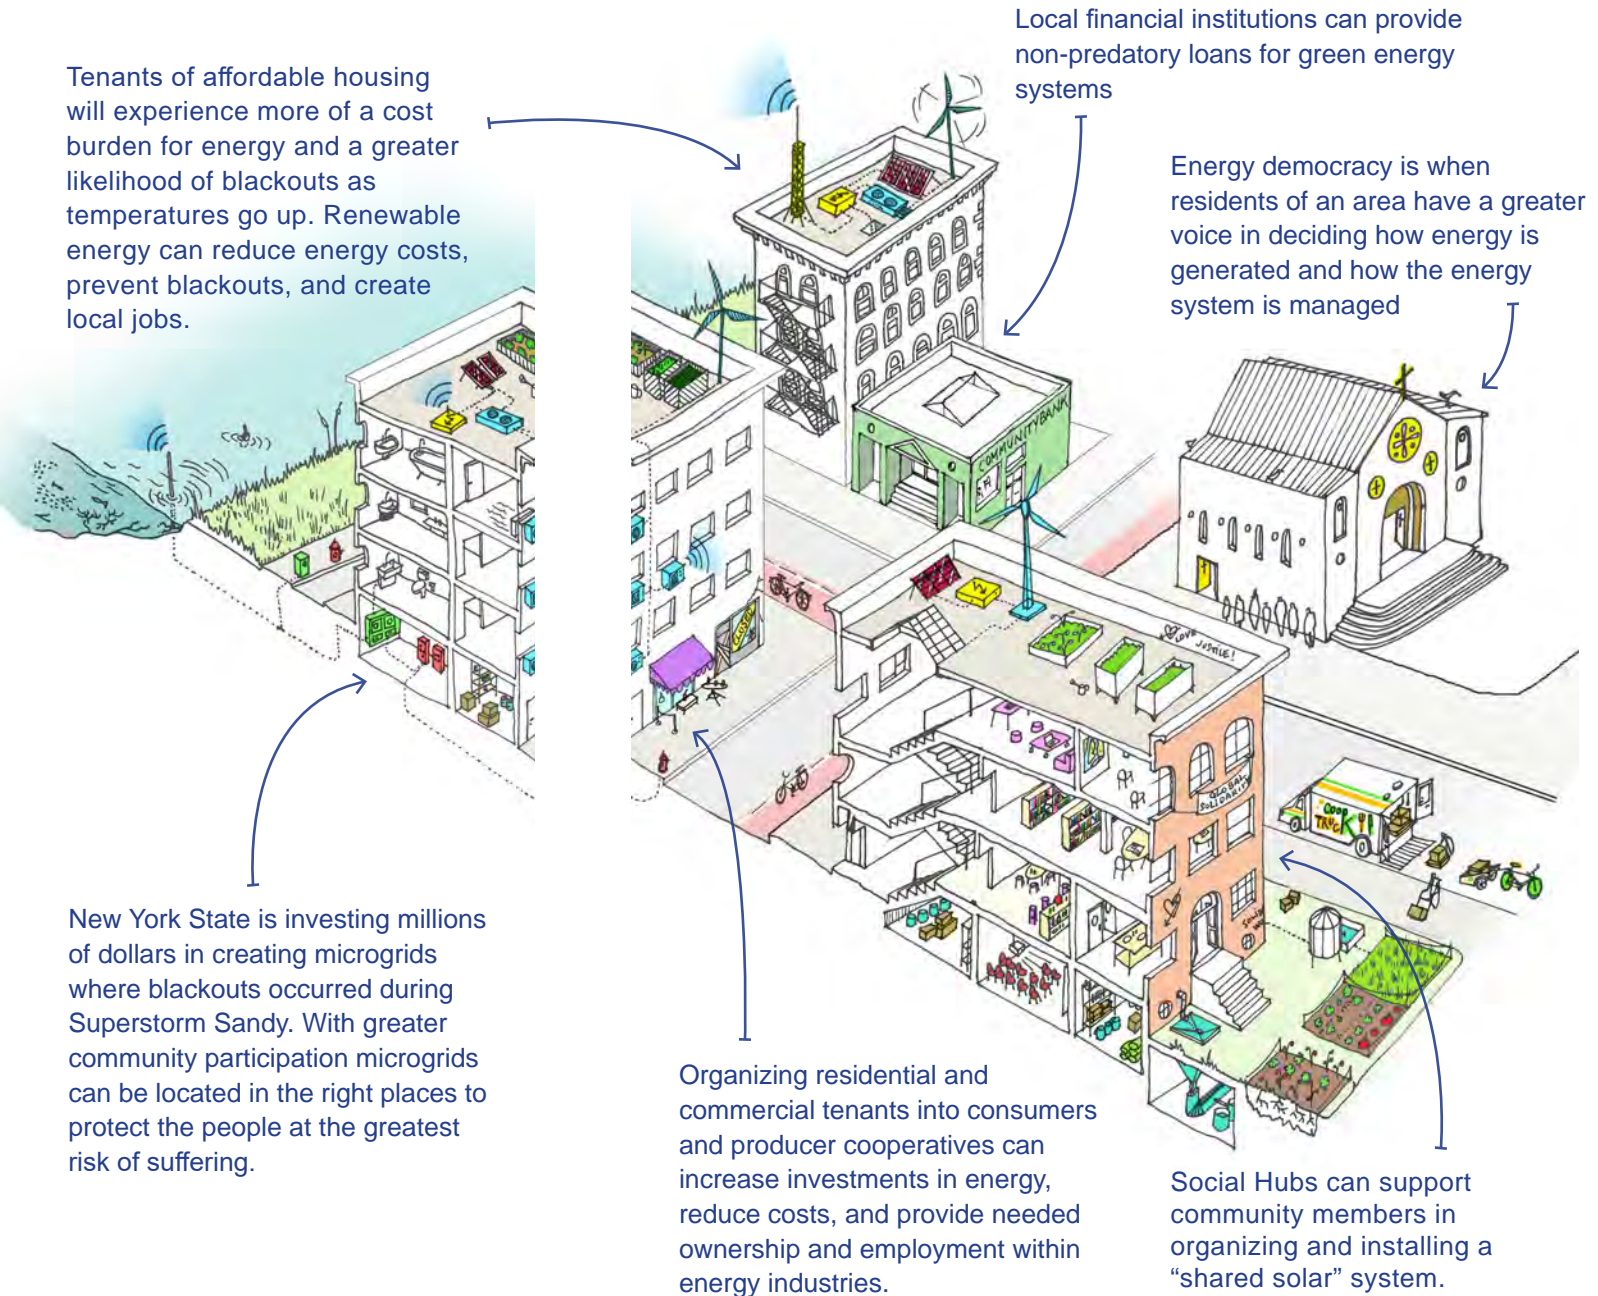 Local financial institutions can provide
non-predatory loans for green energy
systems
Tenants of affordable housing
will experience more of a cost
burden for energy and a greater
likelihood of blackouts as
temperatures go up. Renewable
energy can reduce energy costs,
prevent blackouts, and create
local jobs.
Energy democracy is when
residents of an area have a greater
voice in deciding how energy is
generated and how the energy
system is managed
COMMUNITY BANK
CLOSED
LOVE
JUSTICE!
GLOBAL
SOLIDARITY
COOP
TRUCK
New York State is investing millions
of dollars in creating microgrids
where blackouts occurred during
Superstorm Sandy. With greater
community participation microgrids
can be located in the right places to
protect the people at the greatest
risk of suffering.
Organizing residential and
commercial tenants into consumers
and producer cooperatives can
increase investments in energy,
reduce costs, and provide needed
ownership and employment within
energy industries.
Social Hubs can support
community members in
organizing and installing a
“shared solar” system.